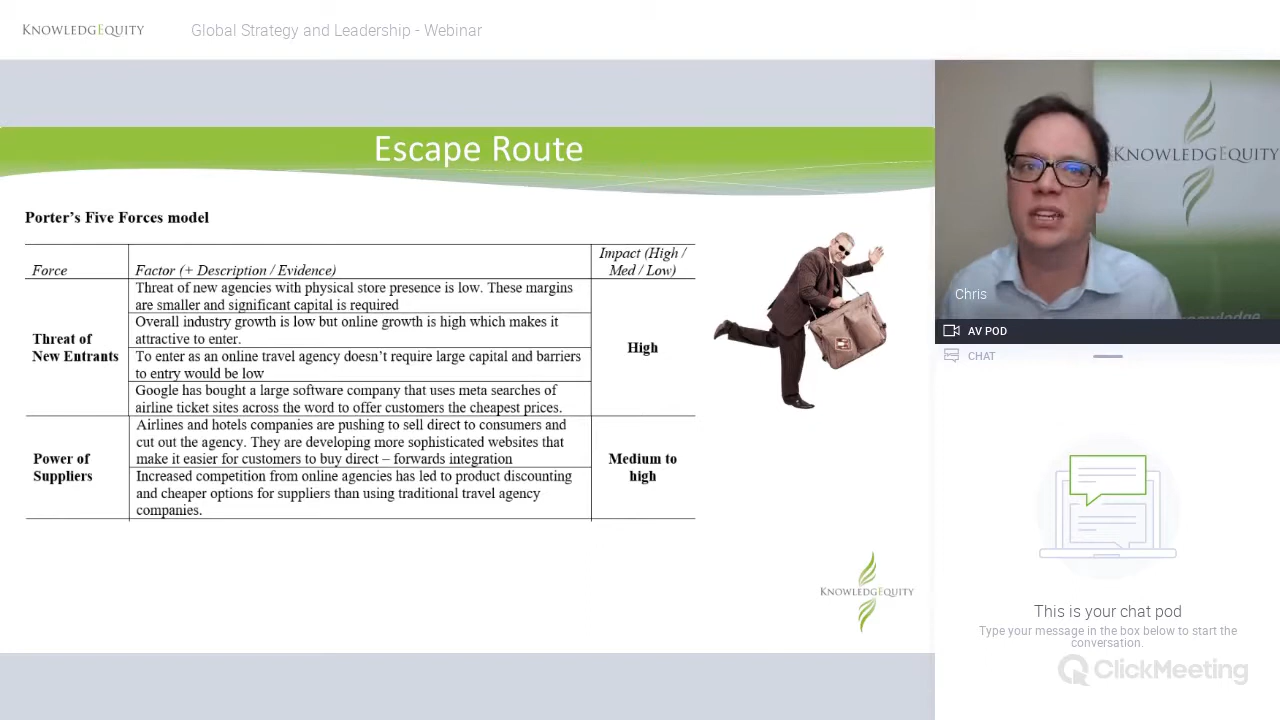 KNOWLEDGEQUITY
Global Strategy and Leadership - Webinar
Escape Route
Porter's Five Forces model
Force
Factor (+ Description / Evidence)
Impact (High /
Med / Low)
Threat of new agencies with physical store presence is low. These margins
are smaller and significant capital is required
Overall industry growth is low but online growth is high which makes it
attractive to enter.
Threat of
New Entrants
To enter as an online travel agency doesn't require large capital and barriers
to entry would be low
Google has bought a large software company that uses meta searches of
airline ticket sites across the word to offer customers the cheapest prices.
High
Power of
Suppliers
Airlines and hotels companies are pushing to sell direct to consumers and
cut out the agency. They are developing more sophisticated websites that
make it easier for customers to buy direct – forwards integration
Increased competition from online agencies has led to product discounting
and cheaper options for suppliers than using traditional travel agency
companies.
Medium to
high
KNOWLEDGEQUITY
KNOWLEDGEQUITY
Chris
AV POD
CHAT
This is your chat pod
Type your message in the box below to start the
conversation.
ClickMeeting